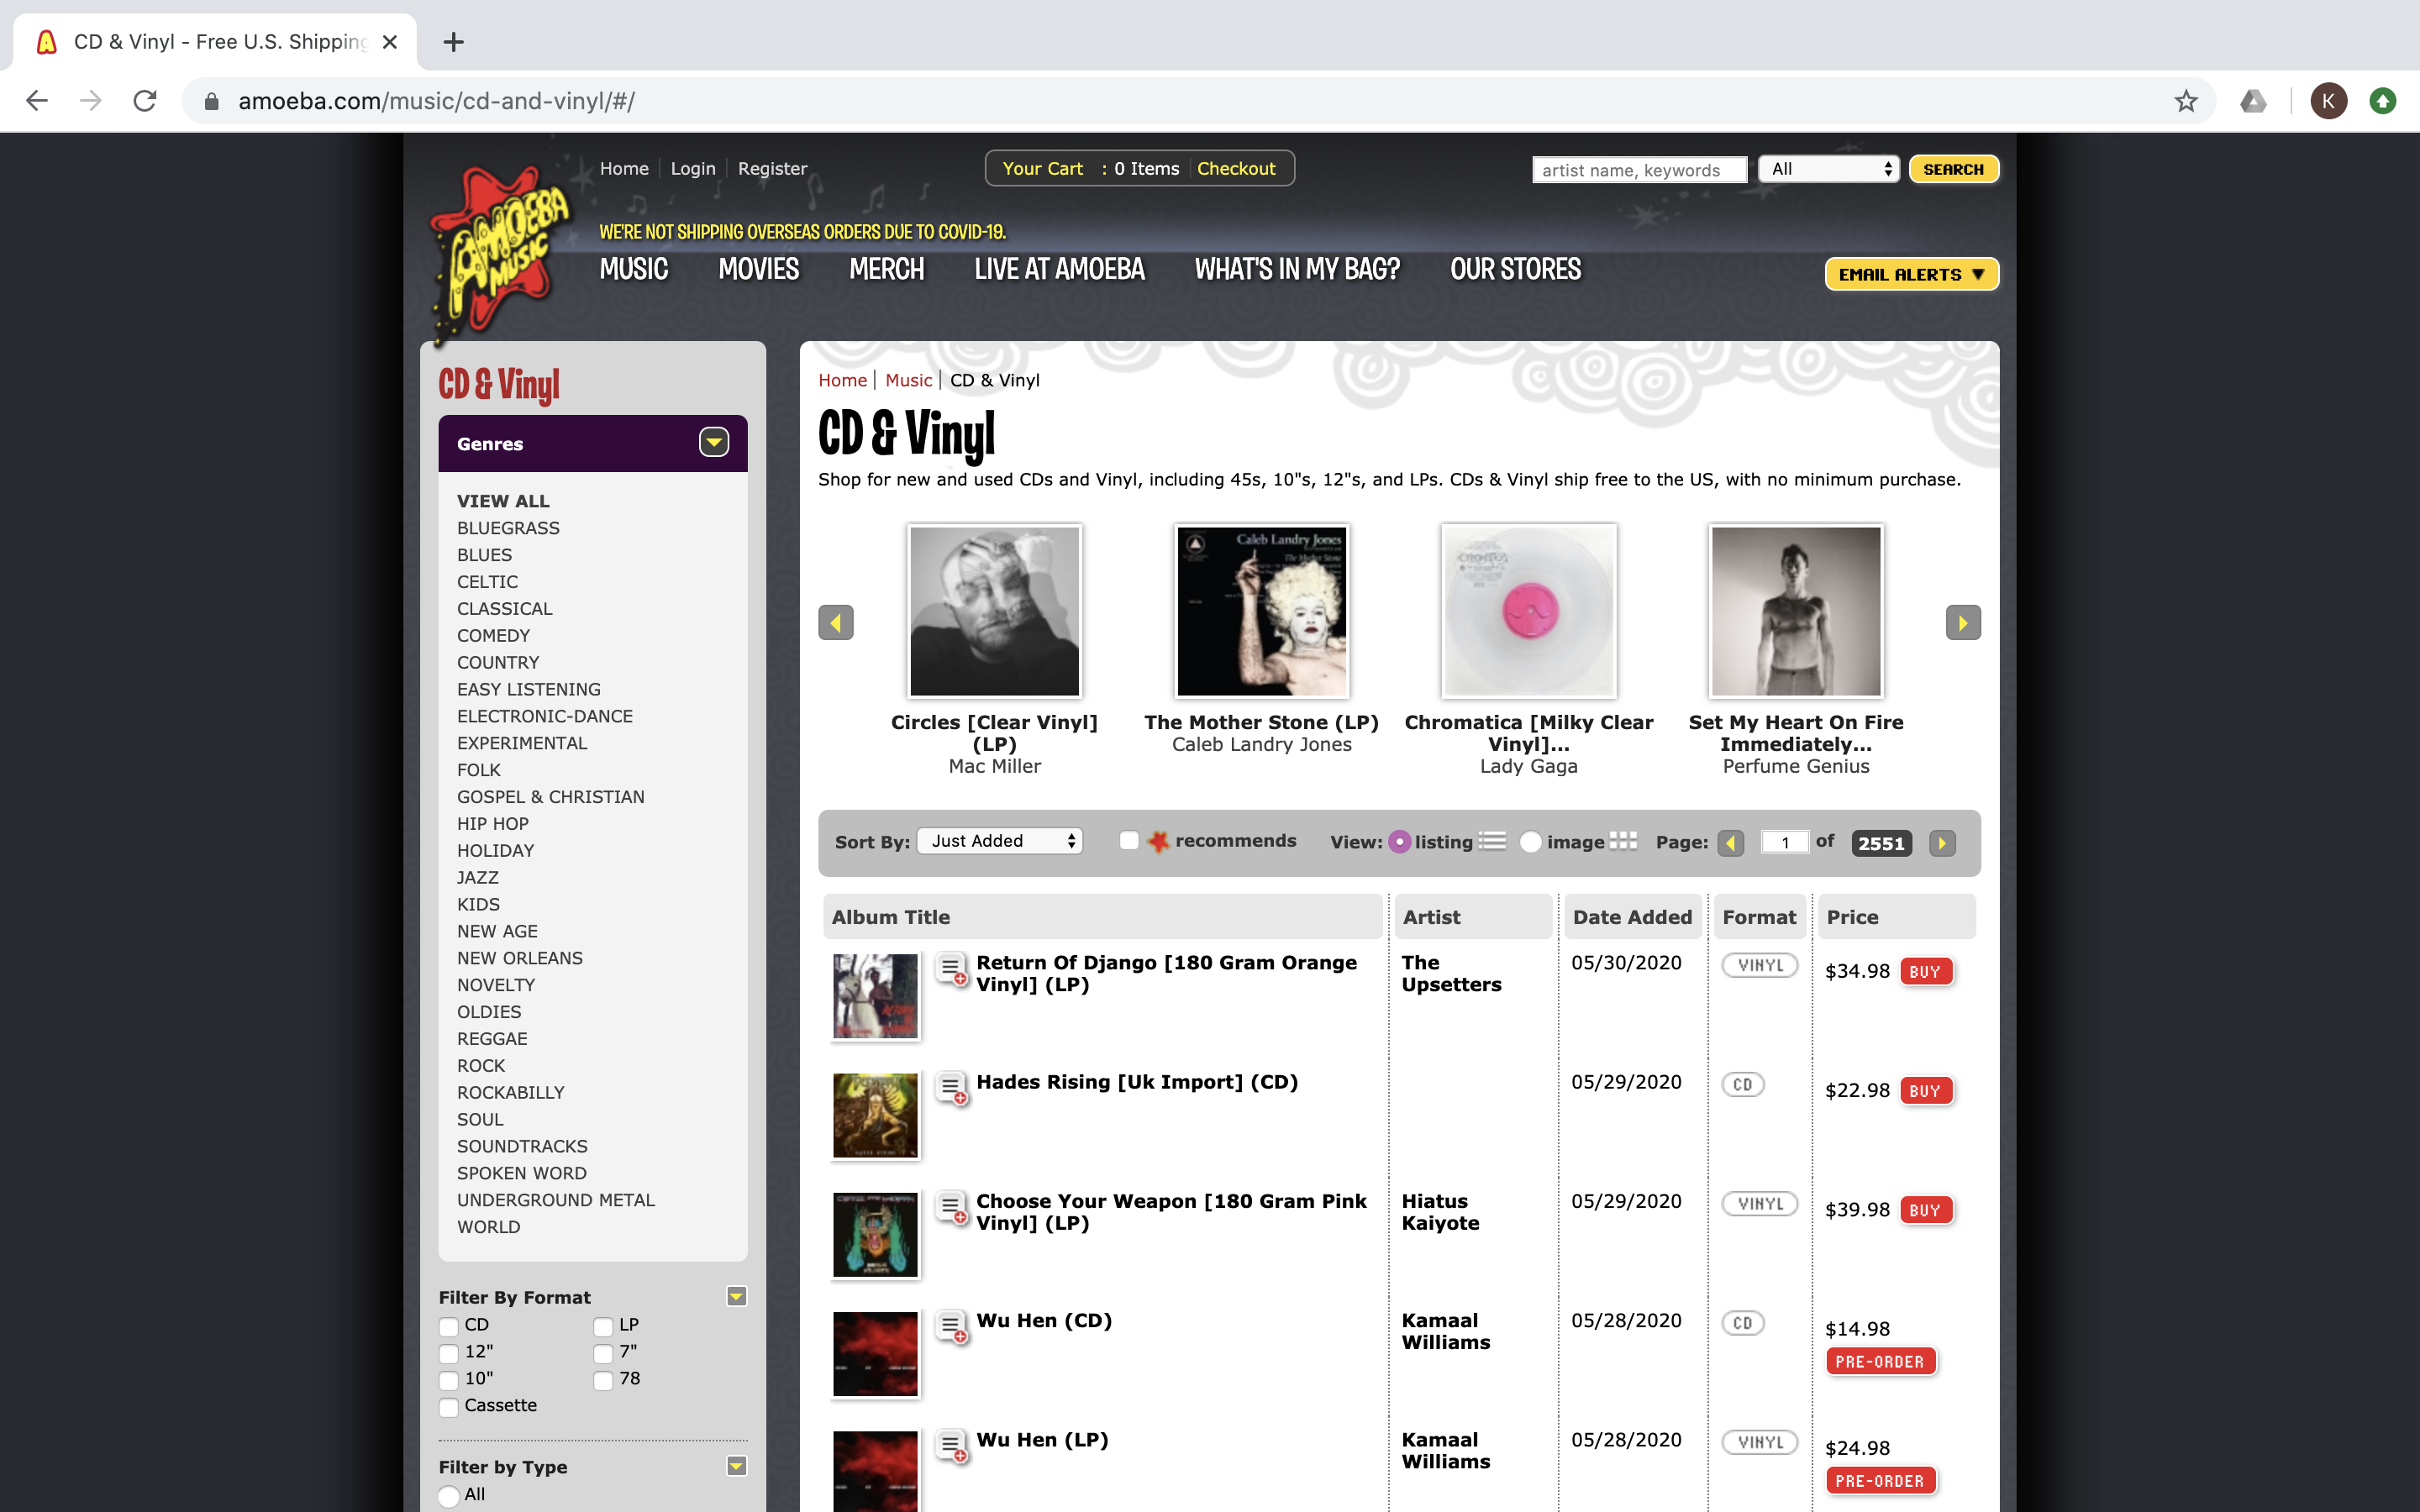 CD & Vinyl - Free U.S. Shipping
amoeba.com/music/cd-and-vinyl/#/
K
AMOEBA MUSIC
Home Login Register
Your Cart : 0 Items Checkout
artist name, keywords All SEARCH
WE'RE NOT SHIPPING OVERSEAS ORDERS DUE TO COVID-19.
MUSIC MOVIES MERCH LIVE AT AMOEBA WHAT'S IN MY BAG? OUR STORES
EMAIL ALERTS
CD & Vinyl
Genres
VIEW ALL
BLUEGRASS
BLUES
CELTIC
CLASSICAL
COMEDY
COUNTRY
EASY LISTENING
ELECTRONIC-DANCE
EXPERIMENTAL
FOLK
GOSPEL & CHRISTIAN
HIP HOP
HOLIDAY
JAZZ
KIDS
NEW AGE
NEW ORLEANS
NOVELTY
OLDIES
REGGAE
ROCK
ROCKABILLY
SOUL
SOUNDTRACKS
SPOKEN WORD
UNDERGROUND METAL
WORLD
Filter By Format
CD LP
12" 7"
10" 78
Cassette
Filter by Type
All
Home | Music | CD & Vinyl
CD & Vinyl
Shop for new and used CDs and Vinyl, including 45s, 10"s, 12"s, and LPs. CDs & Vinyl ship free to the US, with no minimum purchase.
Caleb Landry Jones
The Mother Stone
Circles [Clear Vinyl] (LP)
Mac Miller
The Mother Stone (LP)
Caleb Landry Jones
Chromatica [Milky Clear Vinyl]...
Lady Gaga
Set My Heart On Fire Immediately...
Perfume Genius
Sort By: Just Added recommends View: listing image Page: 1 of 2551
Album Title Artist Date Added Format Price
Return Of Django [180 Gram Orange Vinyl] (LP) The Upsetters 05/30/2020 VINYL $34.98 BUY
Hades Rising [Uk Import] (CD) 05/29/2020 CD $22.98 BUY
Choose Your Weapon [180 Gram Pink Vinyl] (LP) Hiatus Kaiyote 05/29/2020 VINYL $39.98 BUY
Wu Hen (CD) Kamaal Williams 05/28/2020 CD $14.98 PRE-ORDER
Wu Hen (LP) Kamaal Williams 05/28/2020 VINYL $24.98 PRE-ORDER